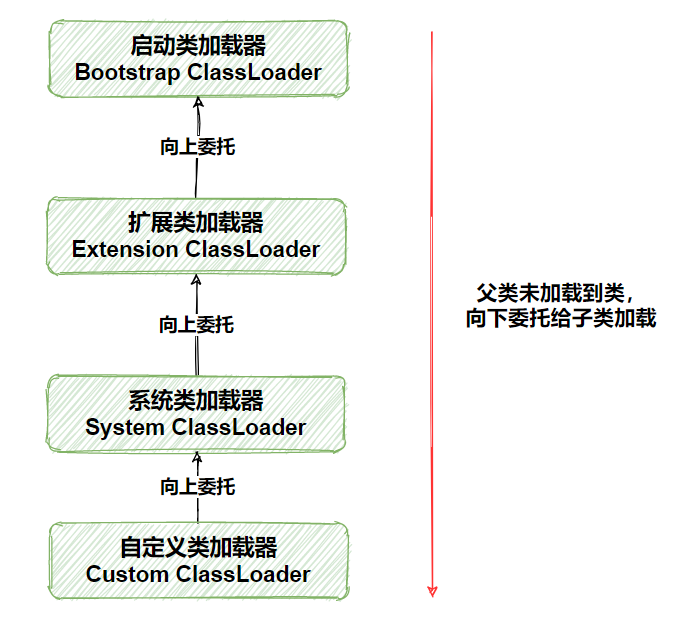 启动类加载器
Bootstrap ClassLoader
向上委托
扩展类加载器
Extension ClassLoader
向上委托
系统类加载器
System ClassLoader
向上委托
自定义类加载器
Custom ClassLoader
父类未加载到类，
向下委托给子类加载